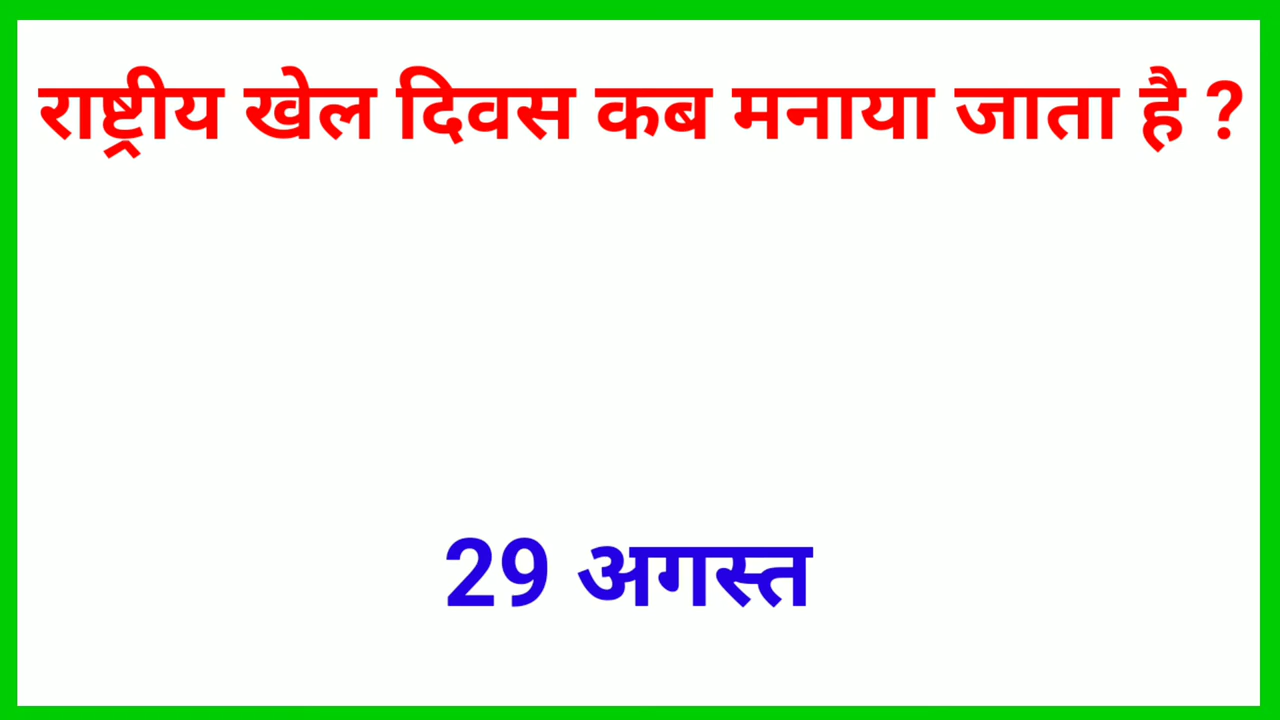 राष्ट्रीय खेल दिवस कब मनाया जाता है ?
29 अगस्त